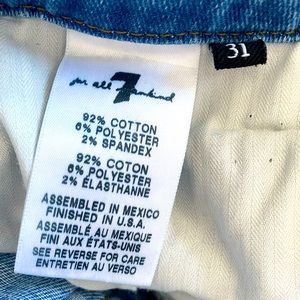 31
for all 7 mankind
92% COTTON
6% POLYESTER
2% SPANDEX
92% COTON
6% POLYESTER
2% ÉLASTHANNE
ASSEMBLED IN MEXICO
FINISHED IN U.S.A.
ASSEMBLÉ AU MEXIQUE
FINI AUX ÉTATS-UNIS
SEE REVERSE FOR CARE
ENTRETIEN AU VERSO